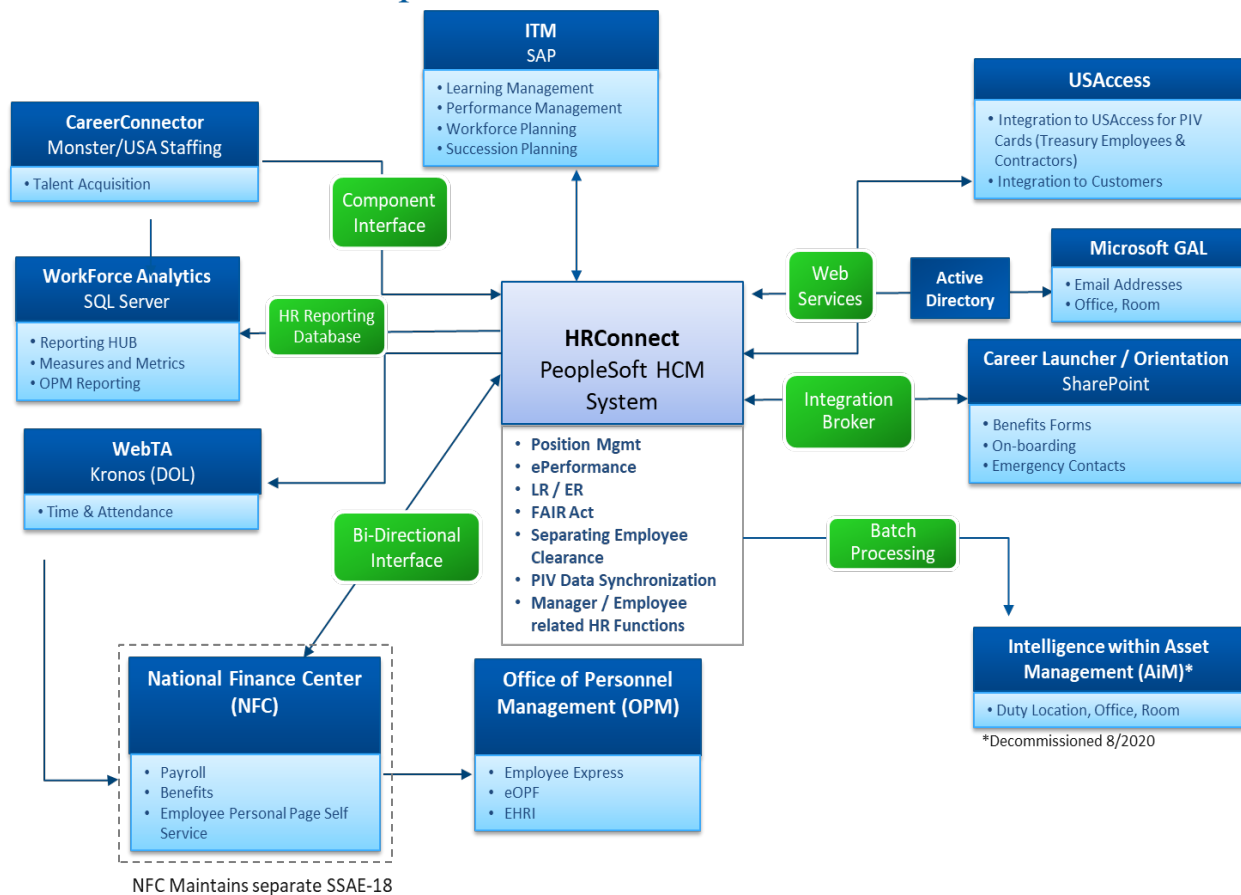 ITM
SAP
• Learning Management
• Performance Management
• Workforce Planning
• Succession Planning
CareerConnector
Monster/USA Staffing
• Talent Acquisition
Component
Interface
USAccess
• Integration to USAccess for PIV
Cards (Treasury Employees &
Contractors)
• Integration to Customers
WorkForce Analytics
SQL Server
• Reporting HUB
• Measures and Metrics
• OPM Reporting
HR Reporting
Database
HRConnect
PeopleSoft HCM
System
• Position Mgmt
• ePerformance
• LR / ER
• FAIR Act
• Separating Employee
Clearance
• PIV Data Synchronization
• Manager / Employee
related HR Functions
Web
Services
Active
Directory
Microsoft GAL
• Email Addresses
• Office, Room
Integration
Broker
Career Launcher / Orientation
SharePoint
• Benefits Forms
• On-boarding
• Emergency Contacts
WebTA
Kronos (DOL)
• Time & Attendance
Bi-Directional
Interface
Batch
Processing
Intelligence within Asset
Management (AiM)*
• Duty Location, Office, Room
*Decommissioned 8/2020
National Finance Center
(NFC)
• Payroll
• Benefits
• Employee Personal Page Self
Service
Office of Personnel
Management (OPM)
• Employee Express
• eOPF
• EHRI
NFC Maintains separate SSAE-18